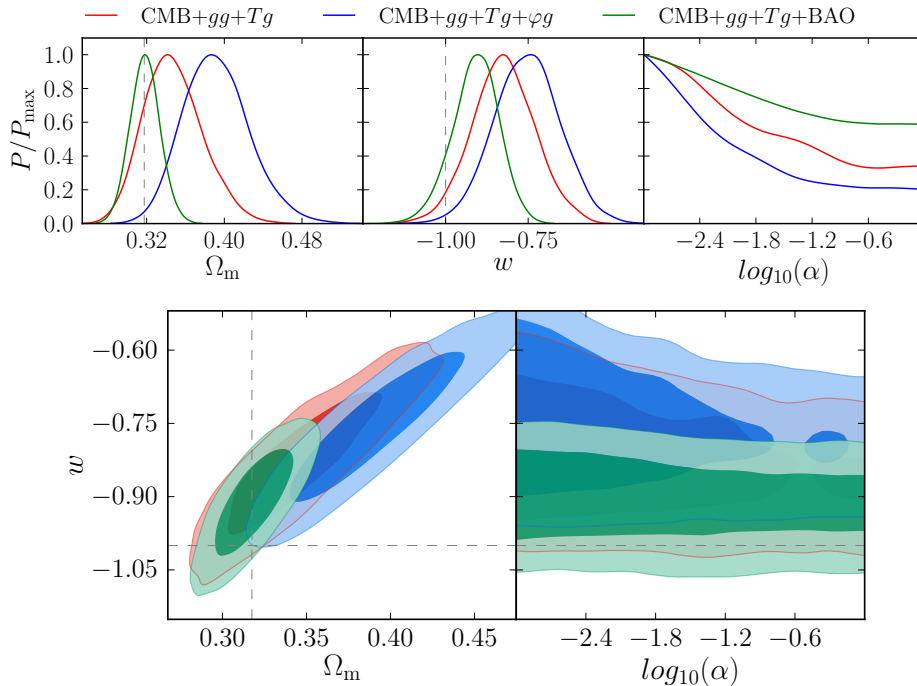 CMB+gg+Tg CMB+gg+Tg+φg CMB+gg+Tg+BAO
P/P_max
1.0
0.8
0.6
0.4
0.2
0.0
0.32 0.40 0.48
Ω_m
−1.00 −0.75
w
−2.4 −1.8 −1.2 −0.6
log_10(α)
w
−0.60
−0.75
−0.90
−1.05
0.30 0.35 0.40 0.45
Ω_m
−2.4 −1.8 −1.2 −0.6
log_10(α)